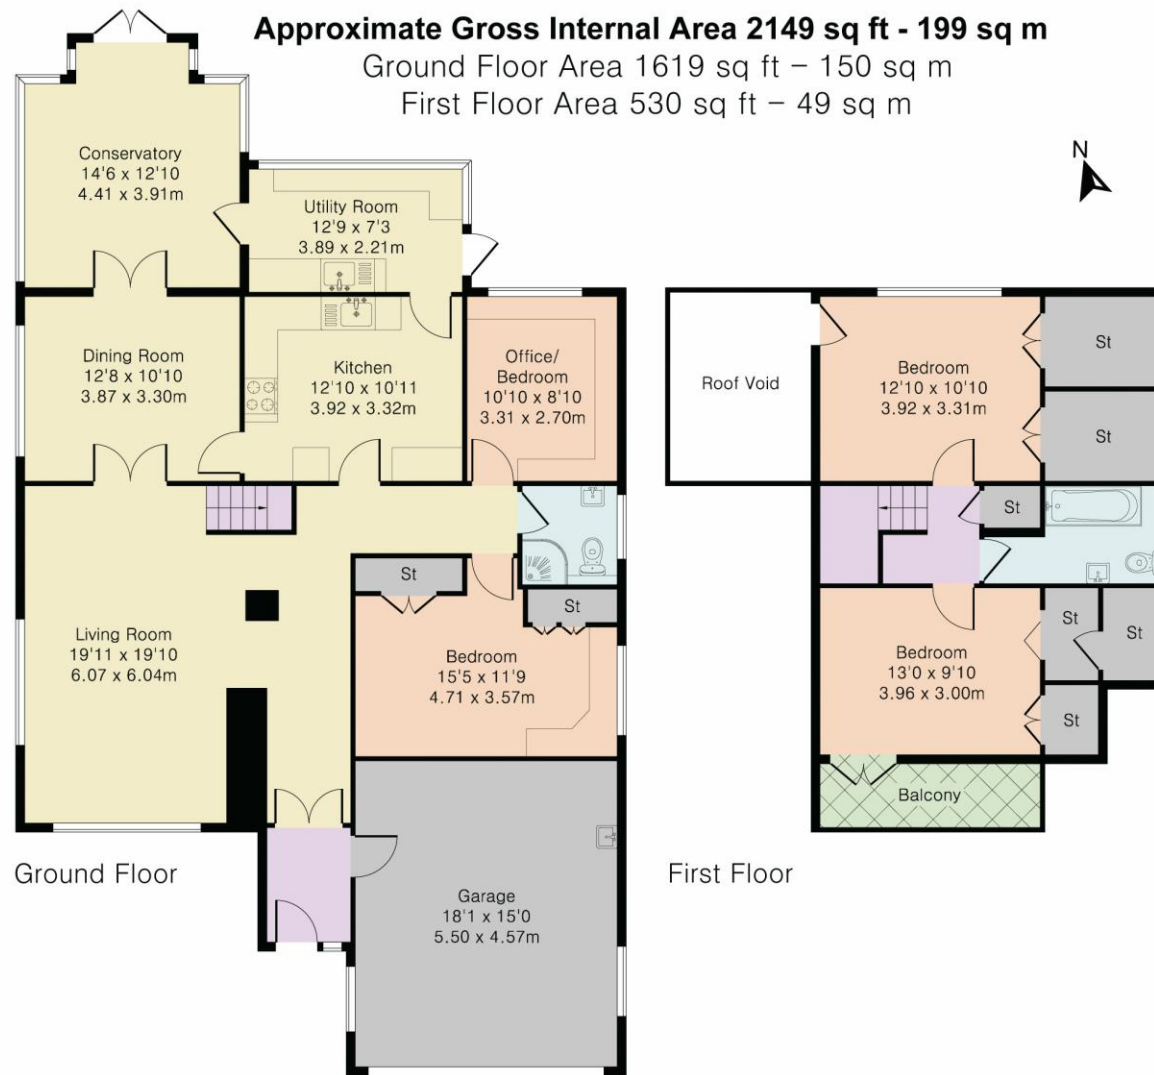 Approximate Gross Internal Area 2149 sq ft - 199 sq m
Ground Floor Area 1619 sq ft – 150 sq m
First Floor Area 530 sq ft – 49 sq m
N
Conservatory
14'6 x 12'10
4.41 x 3.91m
Utility Room
12'9 x 7'3
3.89 x 2.21m
Dining Room
12'8 x 10'10
3.87 x 3.30m
Kitchen
12'10 x 10'11
3.92 x 3.32m
Office/
Bedroom
10'10 x 8'10
3.31 x 2.70m
St
St
Living Room
19'11 x 19'10
6.07 x 6.04m
Bedroom
15'5 x 11'9
4.71 x 3.57m
Garage
18'1 x 15'0
5.50 x 4.57m
Ground Floor
Roof Void
Bedroom
12'10 x 10'10
3.92 x 3.31m
St
St
St
Bedroom
13'0 x 9'10
3.96 x 3.00m
St
St
St
Balcony
First Floor